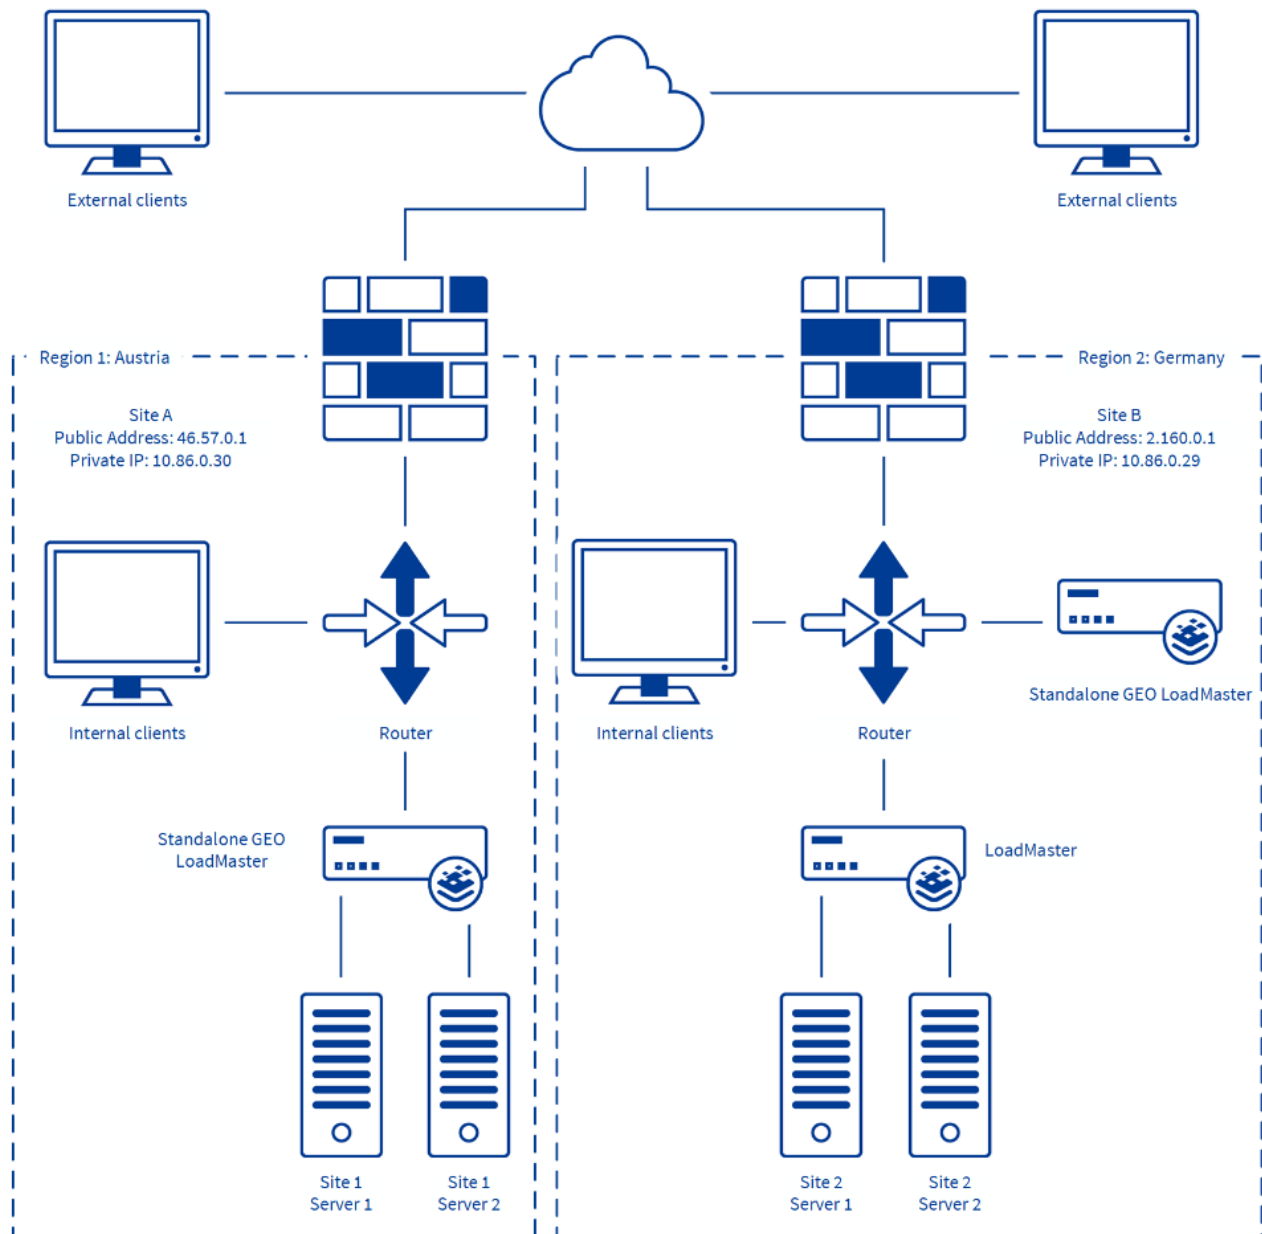 External clients
External clients
Region 1: Austria
Region 2: Germany
Site A
Public Address: 46.57.0.1
Private IP: 10.86.0.30
Site B
Public Address: 2.160.0.1
Private IP: 10.86.0.29
Standalone GEO LoadMaster
Internal clients
Router
Internal clients
Router
Standalone GEO
LoadMaster
LoadMaster
Site 1
Server 1
Site 1
Server 2
Site 2
Server 1
Site 2
Server 2